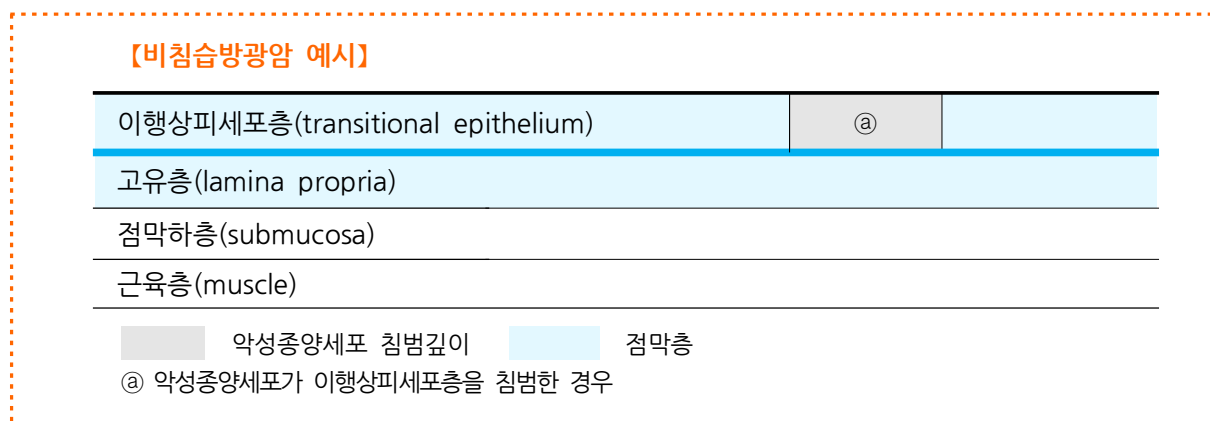 【비침습방광암 예시】
이행상피세포층(transitional epithelium) ⓐ
고유층(lamina propria)
점막하층(submucosa)
근육층(muscle)
악성종양세포 침범깊이 점막층
ⓐ 악성종양세포가 이행상피세포층을 침범한 경우